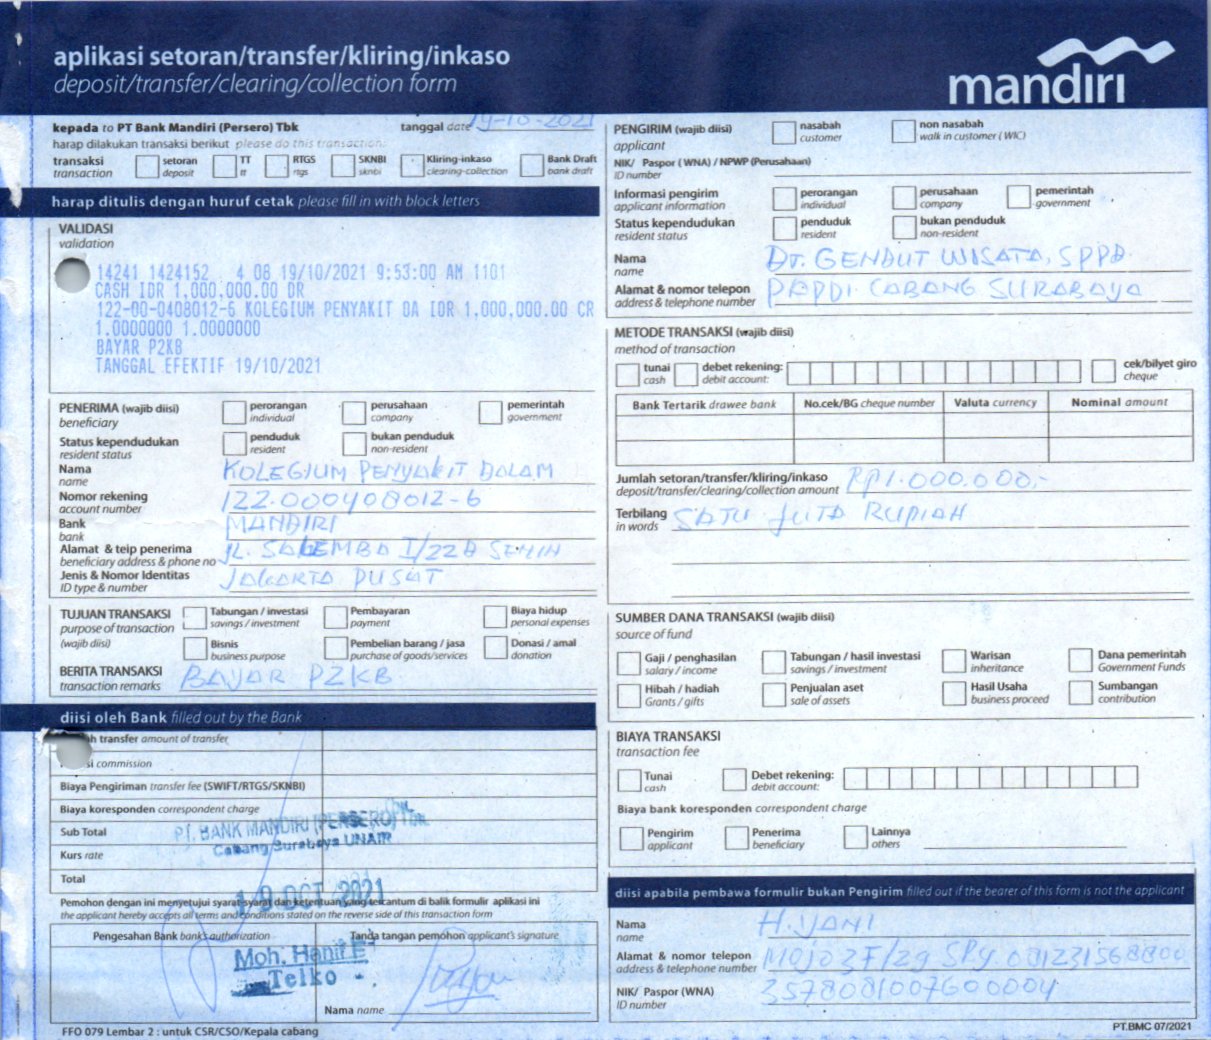 aplikasi setoran/transfer/kliring/inkaso
deposit/transfer/clearing/collection form
mandiri
kepada to PT Bank Mandiri (Persero) Tbk
tanggal date 19-10-2021
harap dilakukan transaksi berikut please do this transaction:
transaksi transaction
setoran deposit
TT tt
RTGS rtgs
SKNBI sknbi
Kliring-inkaso clearing-collection
Bank Draft bank draft
harap ditulis dengan huruf cetak please fill in with block letters
VALIDASI
validation
14241 1424152 4 08 19/10/2021 9:53:00 AM 1101
CASH IDR 1,000,000.00 DR
122-00-0408012-6 KOLEGIUM PENYAKIT DA IDR 1,000,000.00 CR
1.0000000 1.0000000
BAYAR P2KB
TANGGAL EFEKTIF 19/10/2021
PENERIMA (wajib diisi)
beneficiary
perorangan individual
perusahaan company
pemerintah government
Status kependudukan
resident status
penduduk resident
bukan penduduk non-resident
Nama KOLEGIUM PENYAKIT DALAM
name
Nomor rekening 122.000408012-6
account number
Bank MANDIRI
bank
Alamat & telp penerima JL. SALEMBA I/22A SENIN
beneficiary address & phone no
Jenis & Nomor Identitas JAKARTA PUSAT
ID type & number
TUJUAN TRANSAKSI
purpose of transaction
(wajib diisi)
Tabungan / investasi savings / investment
Pembayaran payment
Biaya hidup personal expenses
Bisnis business purpose
Pembelian barang / jasa purchase of goods/services
Donasi / amal donation
BERITA TRANSAKSI BAYAR P2KB
transaction remarks
diisi oleh Bank filled out by the Bank
transfer amount of transfer
commission
Biaya Pengiriman transfer fee (SWIFT/RTGS/SKNBI)
Biaya koresponden correspondent charge
Sub Total
Kurs rate
Total
PT. BANK MANDIRI (PERSERO) Tbk.
Cabang Surabaya UNAIR
19 OCT 2021
Pemohon dengan ini menyetujui syarat-syarat dan ketentuan yang tercantum di balik formulir aplikasi ini
the applicant hereby accepts all terms and conditions stated on the reverse side of this transaction form
Pengesahan Bank bank's authorization
Tanda tangan pemohon applicant's signature
Moh. Hanif E
Telko
Nama name
FFO 079 Lembar 2 : untuk CSR/CSO/Kepala cabang
PENGIRIM (wajib diisi)
applicant
nasabah customer
non nasabah walk in customer ( WIC)
NIK/ Paspor ( WNA) / NPWP (Perusahaan)
ID number
Informasi pengirim
applicant information
perorangan individual
perusahaan company
pemerintah government
Status kependudukan
resident status
penduduk resident
bukan penduduk non-resident
Nama Dr. GENDUT WISATA, SPPD.
name
Alamat & nomor telepon PAPDI CABANG SURABAYA
address & telephone number
METODE TRANSAKSI (wajib diisi)
method of transaction
tunai cash
debet rekening: debit account:
cek/bilyet giro cheque
Bank Tertarik drawee bank
No.cek/BG cheque number
Valuta currency
Nominal amount
Jumlah setoran/transfer/kliring/inkaso RP1.000.000,-
deposit/transfer/clearing/collection amount
Terbilang SATU JUTA RUPIAH
in words
SUMBER DANA TRANSAKSI (wajib diisi)
source of fund
Gaji / penghasilan salary / income
Tabungan / hasil investasi savings / investment
Warisan inheritance
Dana pemerintah Government Funds
Hibah / hadiah Grants / gifts
Penjualan aset sale of assets
Hasil Usaha business proceed
Sumbangan contribution
BIAYA TRANSAKSI
transaction fee
Tunai cash
Debet rekening: debit account:
Biaya bank koresponden correspondent charge
Pengirim applicant
Penerima beneficiary
Lainnya others
diisi apabila pembawa formulir bukan Pengirim filled out if the bearer of this form is not the applicant
Nama H. YANI
name
Alamat & nomor telepon Mojo 3F/29 SBY. 081231568800
address & telephone number
NIK/ Paspor (WNA) 3578081007600004
ID number
PT.BMC 07/2021